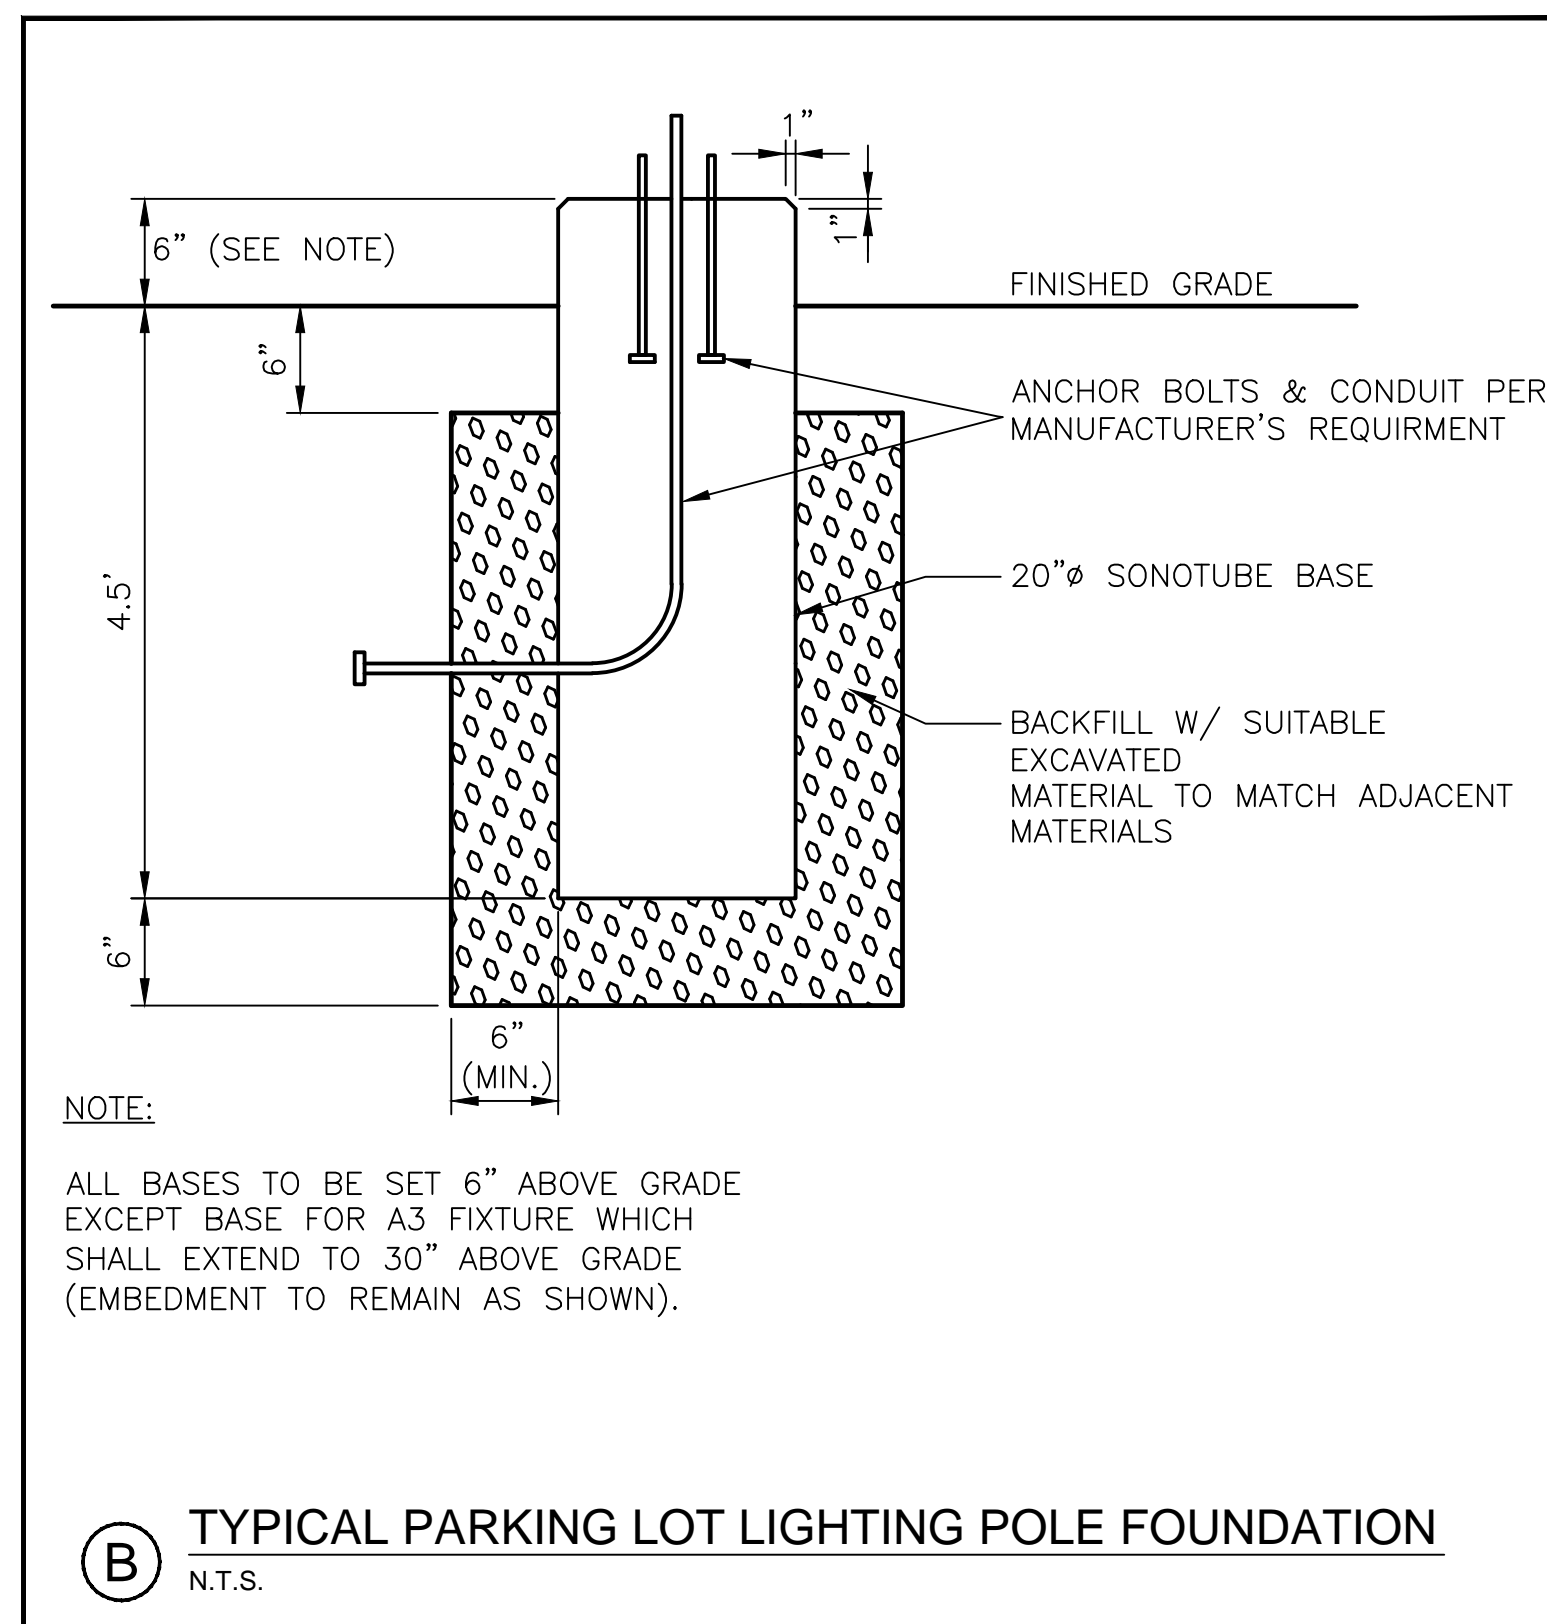 1”
1”
6” (SEE NOTE)
FINISHED GRADE
6”
ANCHOR BOLTS & CONDUIT PER
MANUFACTURER’S REQUIRMENT
4.5’
20”ø SONOTUBE BASE
BACKFILL W/ SUITABLE
EXCAVATED
MATERIAL TO MATCH ADJACENT
MATERIALS
6”
6”
(MIN.)
NOTE:
ALL BASES TO BE SET 6” ABOVE GRADE
EXCEPT BASE FOR A3 FIXTURE WHICH
SHALL EXTEND TO 30” ABOVE GRADE
(EMBEDMENT TO REMAIN AS SHOWN).
B TYPICAL PARKING LOT LIGHTING POLE FOUNDATION
N.T.S.